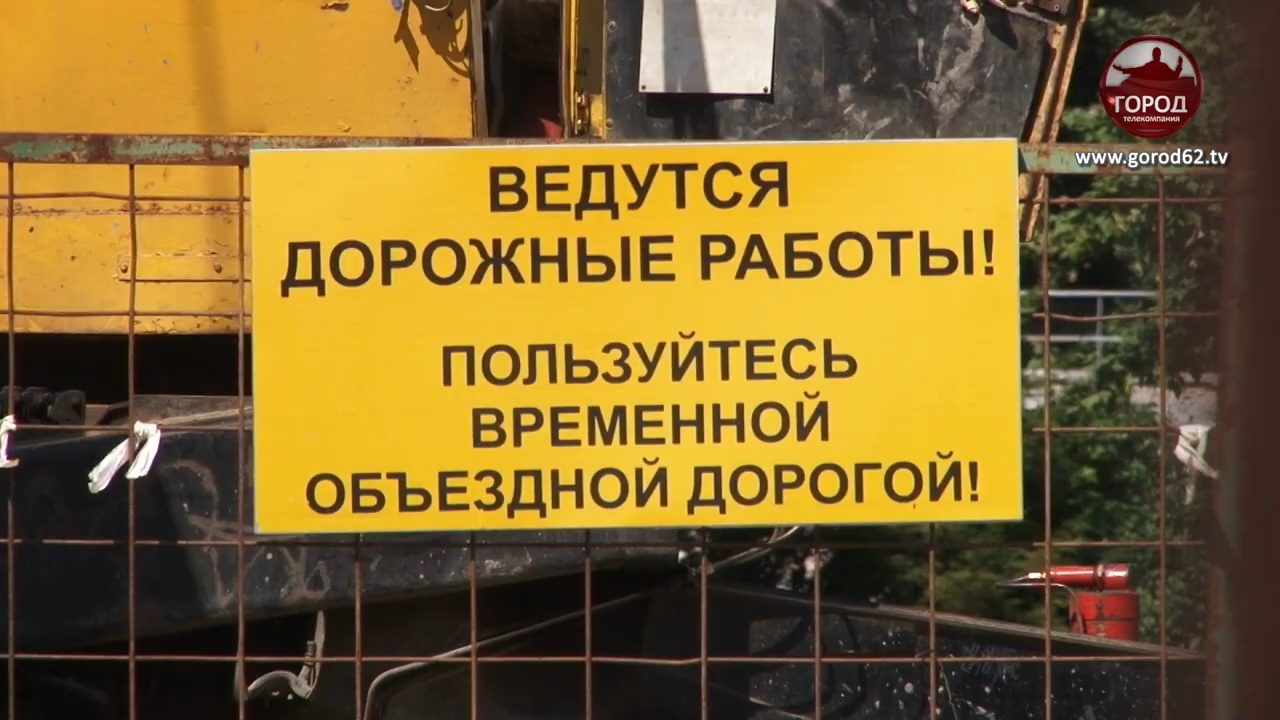 ГОРОД
телекомпания
www.gorod62.tv
ВЕДУТСЯ
ДОРОЖНЫЕ РАБОТЫ!
ПОЛЬЗУЙТЕСЬ
ВРЕМЕННОЙ
ОБЪЕЗДНОЙ ДОРОГОЙ!